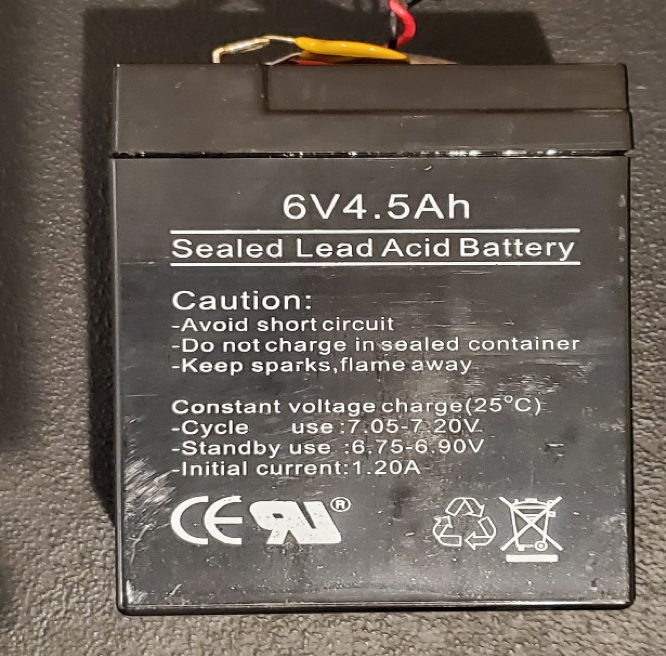 6V4.5Ah
Sealed Lead Acid Battery
Caution:
-Avoid short circuit
-Do not charge in sealed container
-Keep sparks,flame away
Constant voltage charge(25°C)
-Cycle use:7.05-7.20V
-Standby use :6.75-6.90V
-Initial current:1.20A
CE RU®